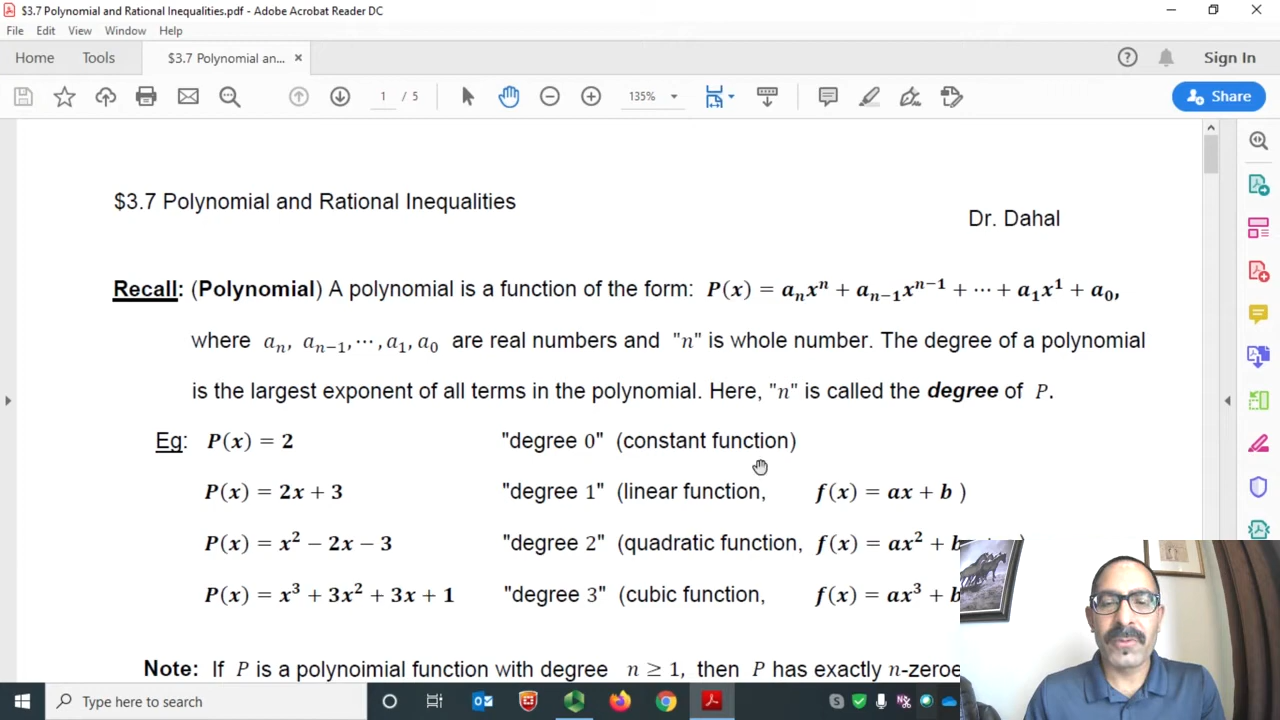 $3.7 Polynomial and Rational Inequalities.pdf - Adobe Acrobat Reader DC
File Edit View Window Help
Home Tools $3.7 Polynomial an... × Sign In
1 / 5 135% Share
$3.7 Polynomial and Rational Inequalities
Dr. Dahal
Recall: (Polynomial) A polynomial is a function of the form: P(x) = aₙxⁿ + aₙ₋₁xⁿ⁻¹ + ⋯ + a₁x¹ + a₀,
where aₙ, aₙ₋₁, ⋯ , a₁, a₀ are real numbers and "n" is whole number. The degree of a polynomial
is the largest exponent of all terms in the polynomial. Here, "n" is called the degree of P.
Eg: P(x) = 2 "degree 0" (constant function)
P(x) = 2x + 3 "degree 1" (linear function, f(x) = ax + b )
P(x) = x² − 2x − 3 "degree 2" (quadratic function, f(x) = ax² + b
P(x) = x³ + 3x² + 3x + 1 "degree 3" (cubic function, f(x) = ax³ + b
Note: If P is a polynoimial function with degree n ≥ 1, then P has exactly n-zeroe
Type here to search